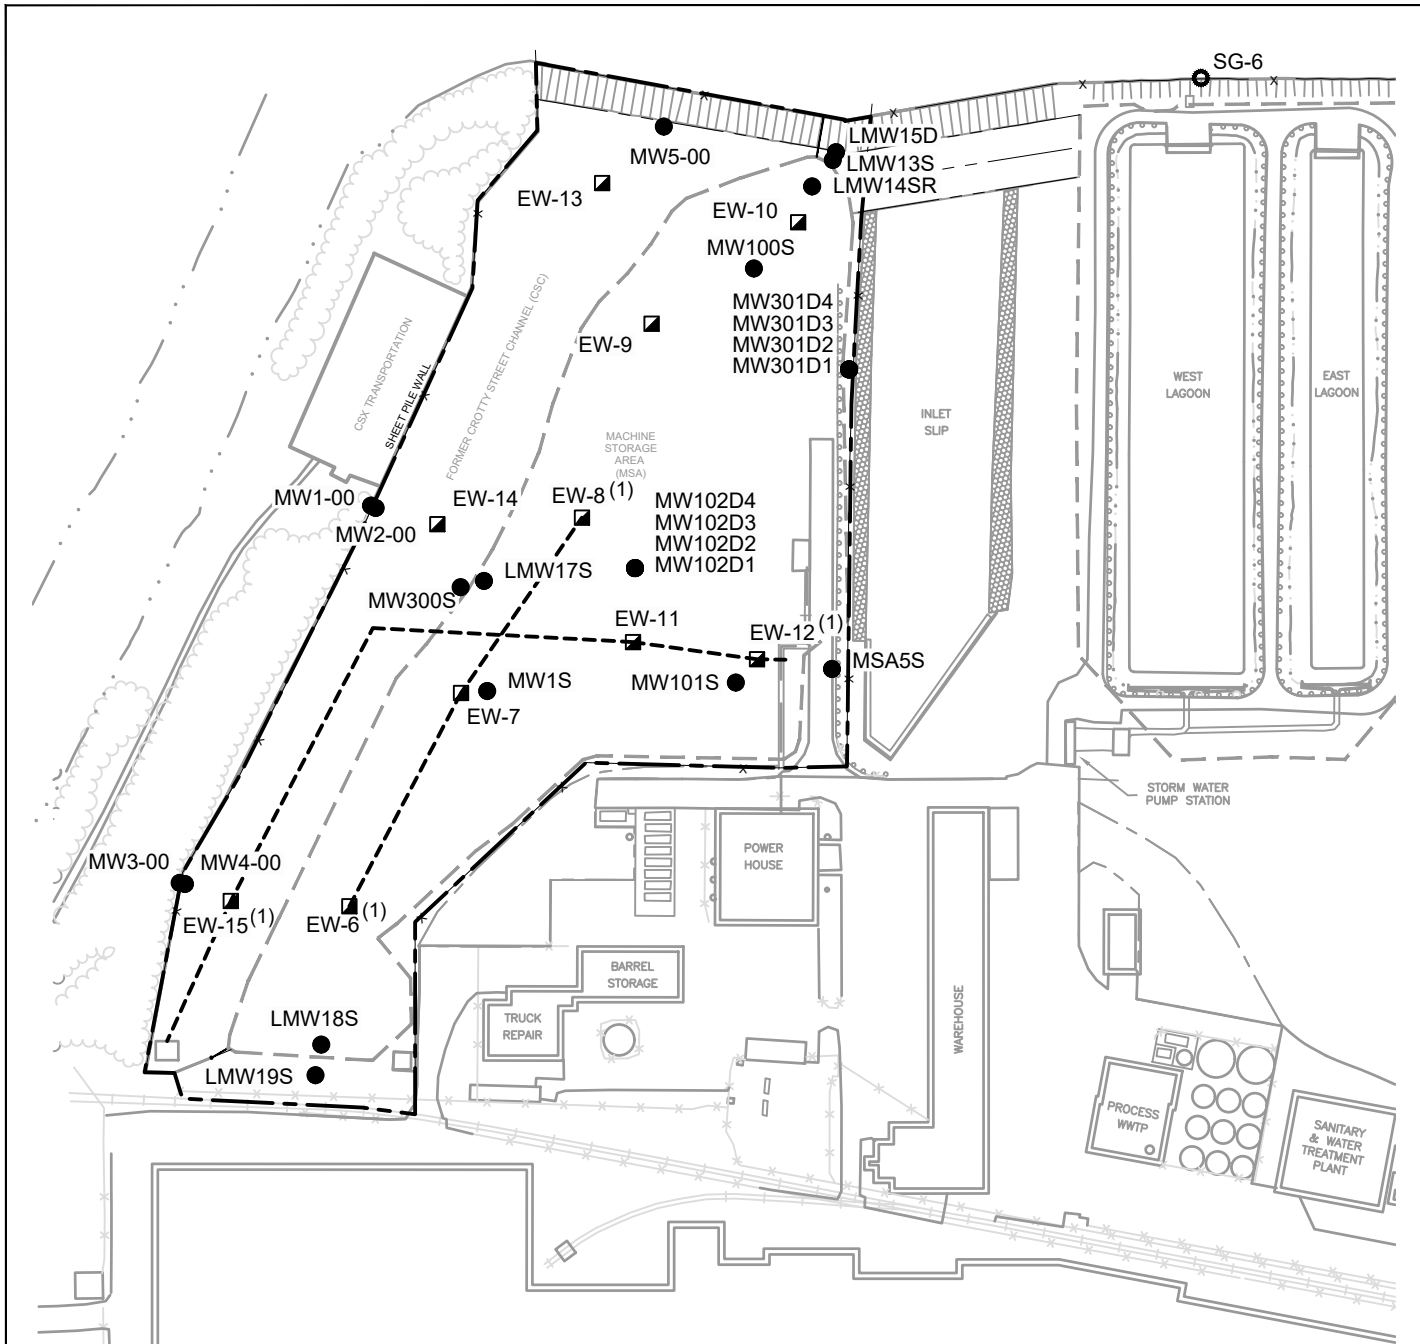 SG-6
LMW15D
LMW13S
LMW14SR
MW5-00
EW-13
EW-10
MW100S
MW301D4
MW301D3
MW301D2
MW301D1
EW-9
CSX TRANSPORTATION
SHEET PILE WALL
FORMER CROTTY STREET CHANNEL (CSC)
MACHINE
STORAGE
AREA
(MSA)
INLET
SLIP
WEST
LAGOON
EAST
LAGOON
MW1-00
MW2-00
EW-14
EW-8 (1)
MW102D4
MW102D3
MW102D2
MW102D1
LMW17S
MW300S
EW-11
EW-12 (1)
MSA5S
MW101S
MW1S
EW-7
STORM WATER
PUMP STATION
POWER
HOUSE
MW3-00
MW4-00
EW-15 (1)
EW-6 (1)
BARREL
STORAGE
TRUCK
REPAIR
WAREHOUSE
LMW18S
LMW19S
PROCESS
WWTP
SANITARY
& WATER
TREATMENT
PLANT